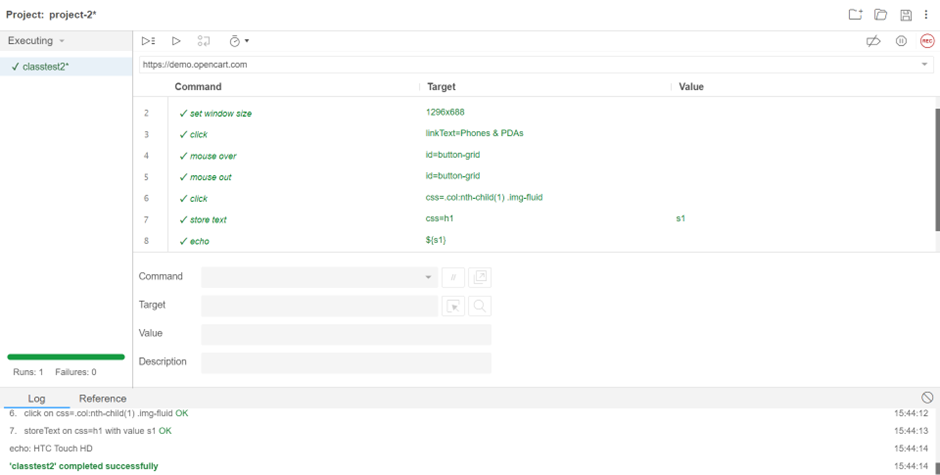 Project: project-2*
Executing
REC
✓ classtest2*
https://demo.opencart.com
Command Target Value
2 ✓ set window size 1296x688
3 ✓ click linkText=Phones & PDAs
4 ✓ mouse over id=button-grid
5 ✓ mouse out id=button-grid
6 ✓ click css=.col:nth-child(1) .img-fluid
7 ✓ store text css=h1 s1
8 ✓ echo ${s1}
Command //
Target
Value
Description
Runs: 1 Failures: 0
Log Reference
6. click on css=.col:nth-child(1) .img-fluid OK 15:44:12
7. storeText on css=h1 with value s1 OK 15:44:13
echo: HTC Touch HD 15:44:14
'classtest2' completed successfully 15:44:14